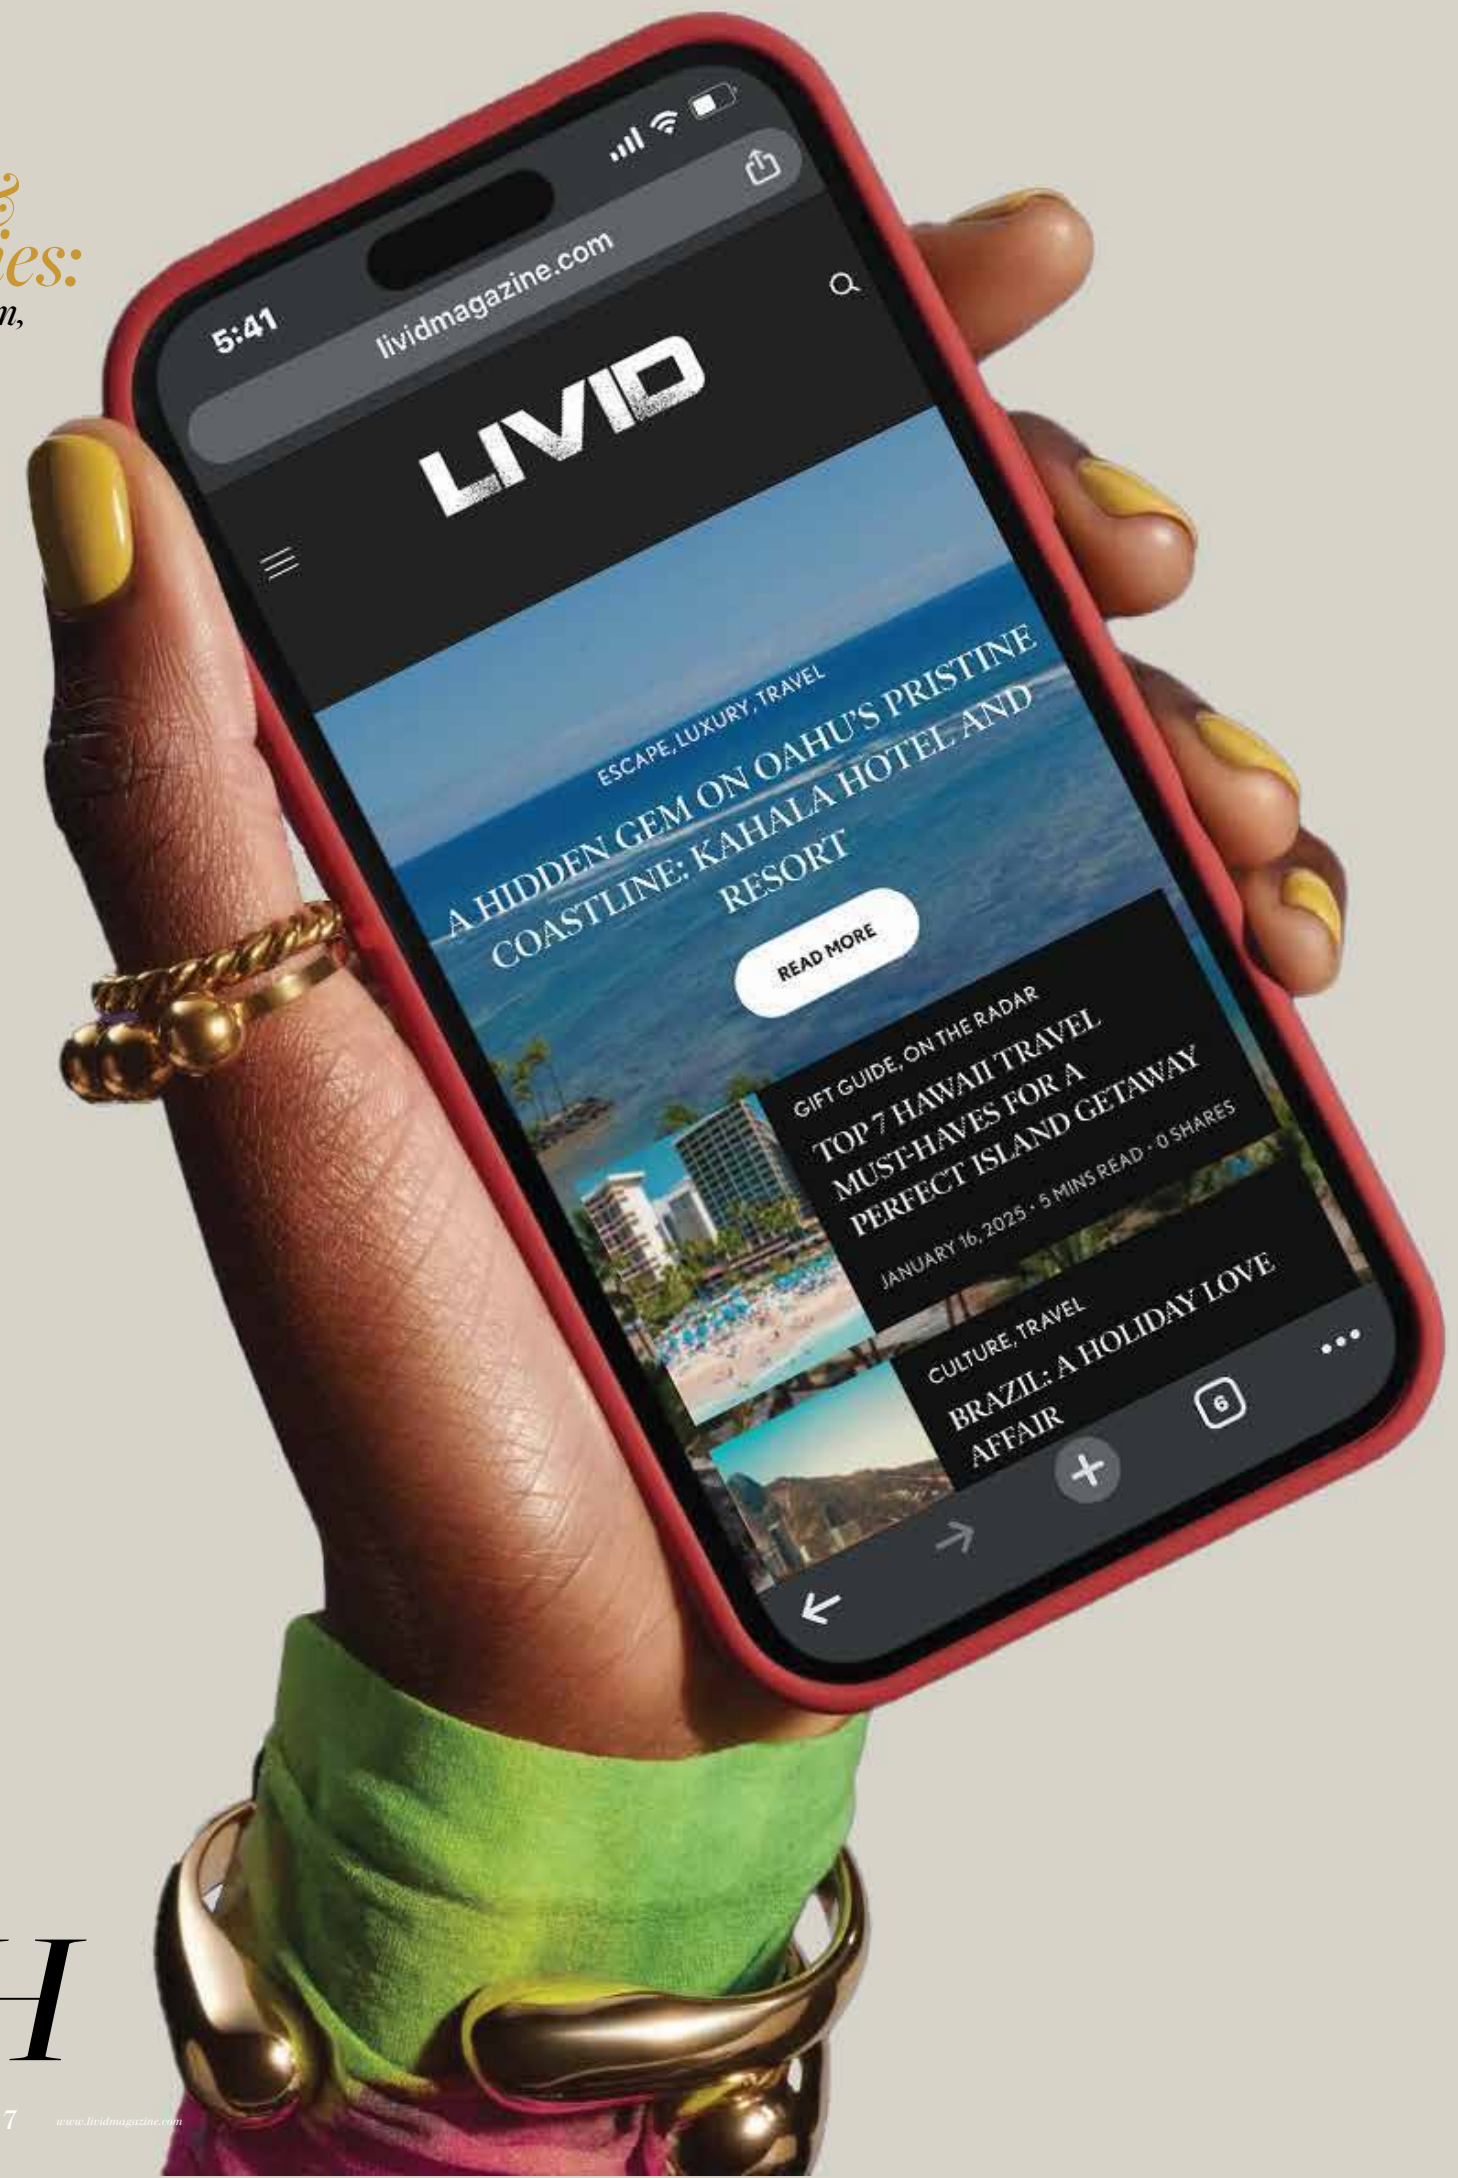 &
ies:
m,
5:41
lividmagazine.com
LIVID
ESCAPE, LUXURY, TRAVEL
A HIDDEN GEM ON OAHU'S PRISTINE
COASTLINE: KAHALA HOTEL AND
RESORT
READ MORE
GIFT GUIDE, ON THE RADAR
TOP 7 HAWAII TRAVEL
MUST-HAVES FOR A
PERFECT ISLAND GETAWAY
JANUARY 16, 2025 • 5 MINS READ • 0 SHARES
CULTURE, TRAVEL
BRAZIL: A HOLIDAY LOVE
AFFAIR
6
H
7 www.lividmagazine.com